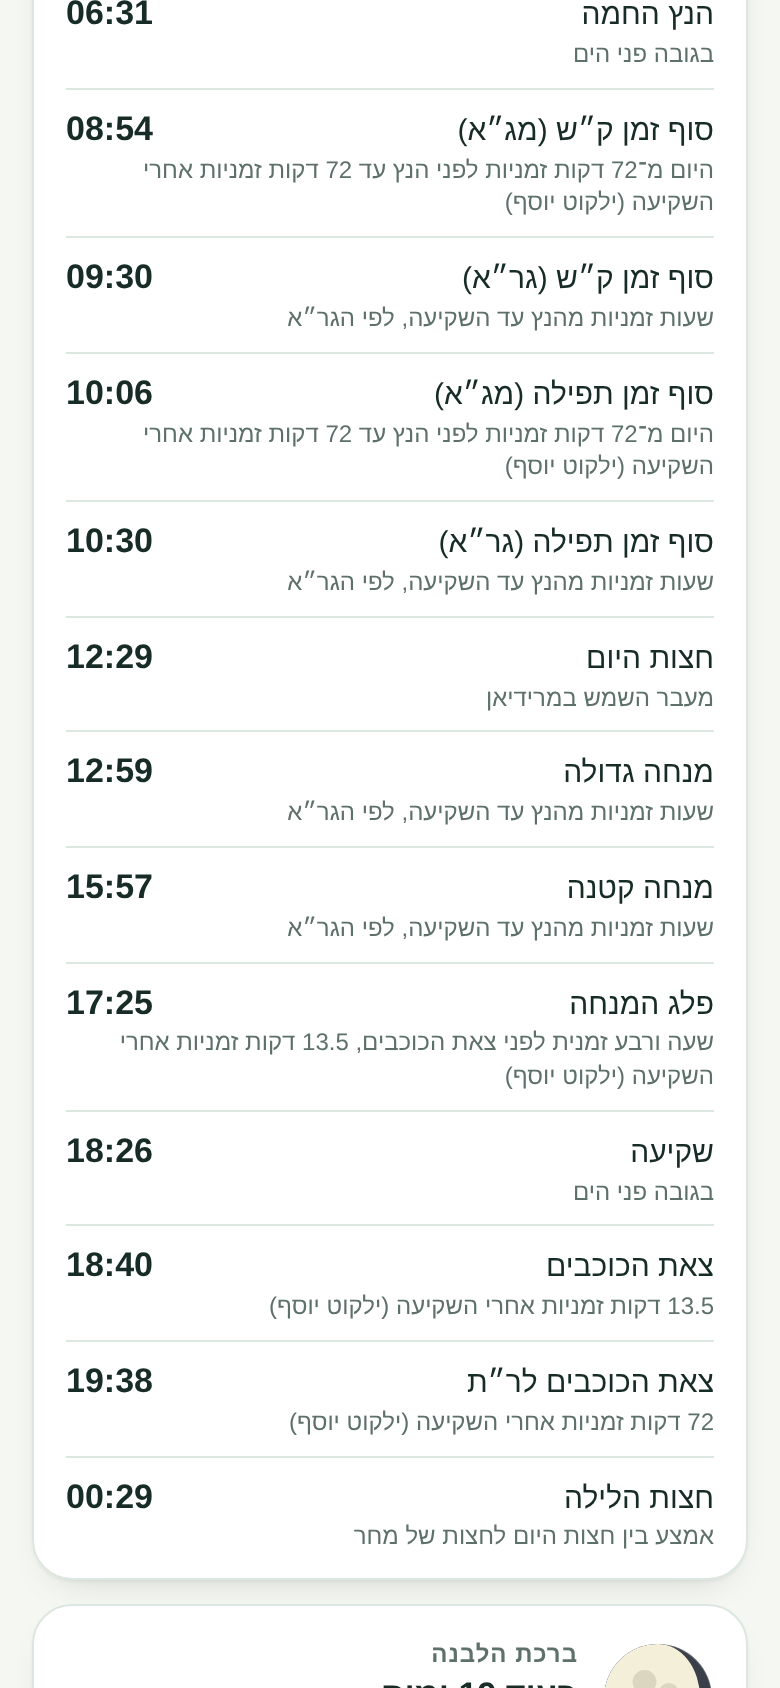 הנץ החמה 06:31
בגובה פני הים
סוף זמן ק״ש (מג״א) 08:54
היום מ־72 דקות זמניות לפני הנץ עד 72 דקות זמניות אחרי
השקיעה (ילקוט יוסף)
סוף זמן ק״ש (גר״א) 09:30
שעות זמניות מהנץ עד השקיעה, לפי הגר״א
סוף זמן תפילה (מג״א) 10:06
היום מ־72 דקות זמניות לפני הנץ עד 72 דקות זמניות אחרי
השקיעה (ילקוט יוסף)
סוף זמן תפילה (גר״א) 10:30
שעות זמניות מהנץ עד השקיעה, לפי הגר״א
חצות היום 12:29
מעבר השמש במרידיאן
מנחה גדולה 12:59
שעות זמניות מהנץ עד השקיעה, לפי הגר״א
מנחה קטנה 15:57
שעות זמניות מהנץ עד השקיעה, לפי הגר״א
פלג המנחה 17:25
שעה ורבע זמנית לפני צאת הכוכבים, 13.5 דקות זמניות אחרי
השקיעה (ילקוט יוסף)
שקיעה 18:26
בגובה פני הים
צאת הכוכבים 18:40
13.5 דקות זמניות אחרי השקיעה (ילקוט יוסף)
צאת הכוכבים לר״ת 19:38
72 דקות זמניות אחרי השקיעה (ילקוט יוסף)
חצות הלילה 00:29
אמצע בין חצות היום לחצות של מחר
ברכת הלבנה